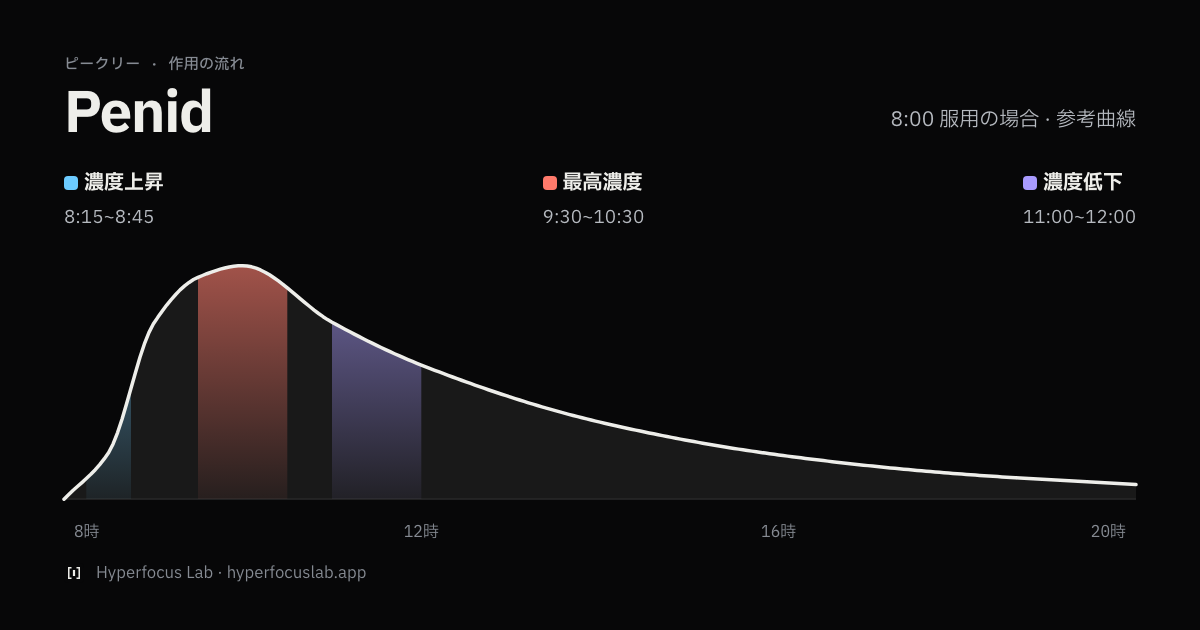 ピークリー · 作用の流れ
Penid
8:00 服用の場合 · 参考曲線
濃度上昇
8:15~8:45
最高濃度
9:30~10:30
濃度低下
11:00~12:00
8時
12時
16時
20時
Hyperfocus Lab · hyperfocuslab.app